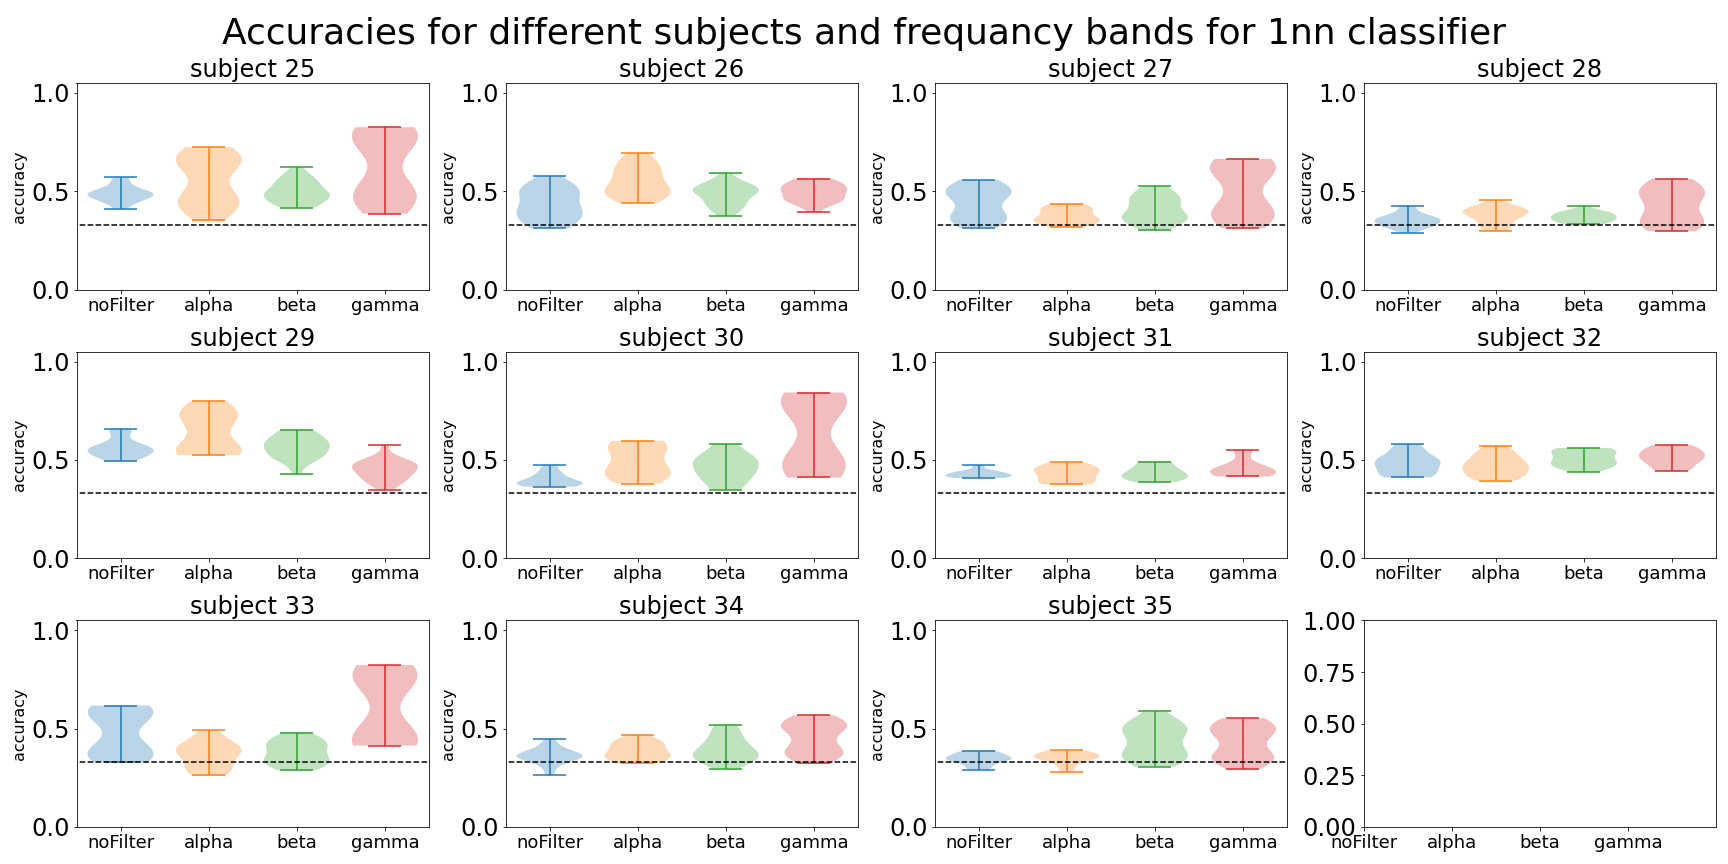 Accuracies for different subjects and frequancy bands for 1nn classifier
subject 25
1.0
0.5
0.0
accuracy
noFilter alpha beta gamma
subject 26
1.0
0.5
0.0
accuracy
noFilter alpha beta gamma
subject 27
1.0
0.5
0.0
accuracy
noFilter alpha beta gamma
subject 28
1.0
0.5
0.0
accuracy
noFilter alpha beta gamma
subject 29
1.0
0.5
0.0
accuracy
noFilter alpha beta gamma
subject 30
1.0
0.5
0.0
accuracy
noFilter alpha beta gamma
subject 31
1.0
0.5
0.0
accuracy
noFilter alpha beta gamma
subject 32
1.0
0.5
0.0
accuracy
noFilter alpha beta gamma
subject 33
1.0
0.5
0.0
accuracy
noFilter alpha beta gamma
subject 34
1.0
0.5
0.0
accuracy
noFilter alpha beta gamma
subject 35
1.0
0.5
0.0
accuracy
noFilter alpha beta gamma
1.00
0.75
0.50
0.25
0.00
noFilter alpha beta gamma